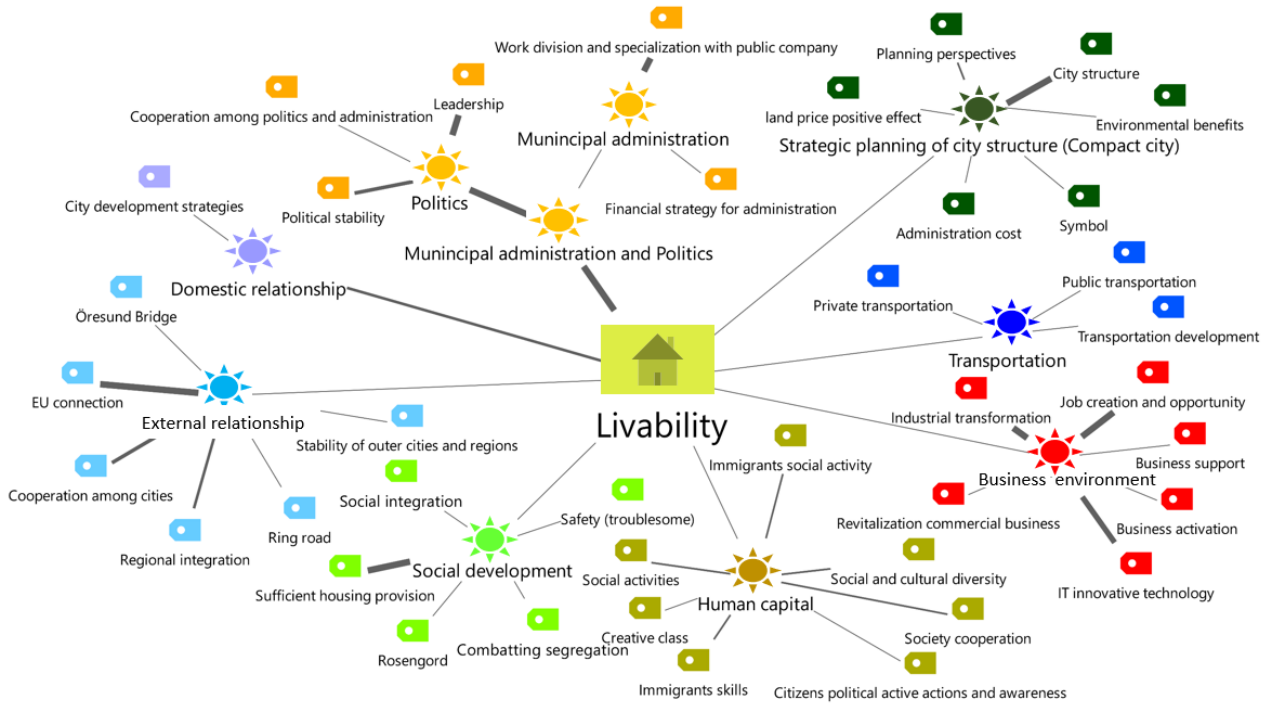 Work division and specialization with public company
Planning perspectives
City structure
Leadership
Cooperation among politics and administration
land price positive effect
Environmental benefits
Munincipal administration
Strategic planning of city structure (Compact city)
City development strategies
Political stability
Politics
Financial strategy for administration
Administration cost
Symbol
Munincipal administration and Politics
Domestic relationship
Public transportation
Private transportation
Öresund Bridge
Transportation development
Transportation
EU connection
Job creation and opportunity
Industrial transformation
External relationship
Livability
Stability of outer cities and regions
Immigrants social activity
Business support
Business environment
Cooperation among cities
Social integration
Safety (troublesome)
Revitalization commercial business
Business activation
Ring road
Regional integration
Social development
Social activities
Social and cultural diversity
Sufficient housing provision
IT innovative technology
Human capital
Creative class
Society cooperation
Rosengord
Combatting segregation
Immigrants skills
Citizens political active actions and awareness